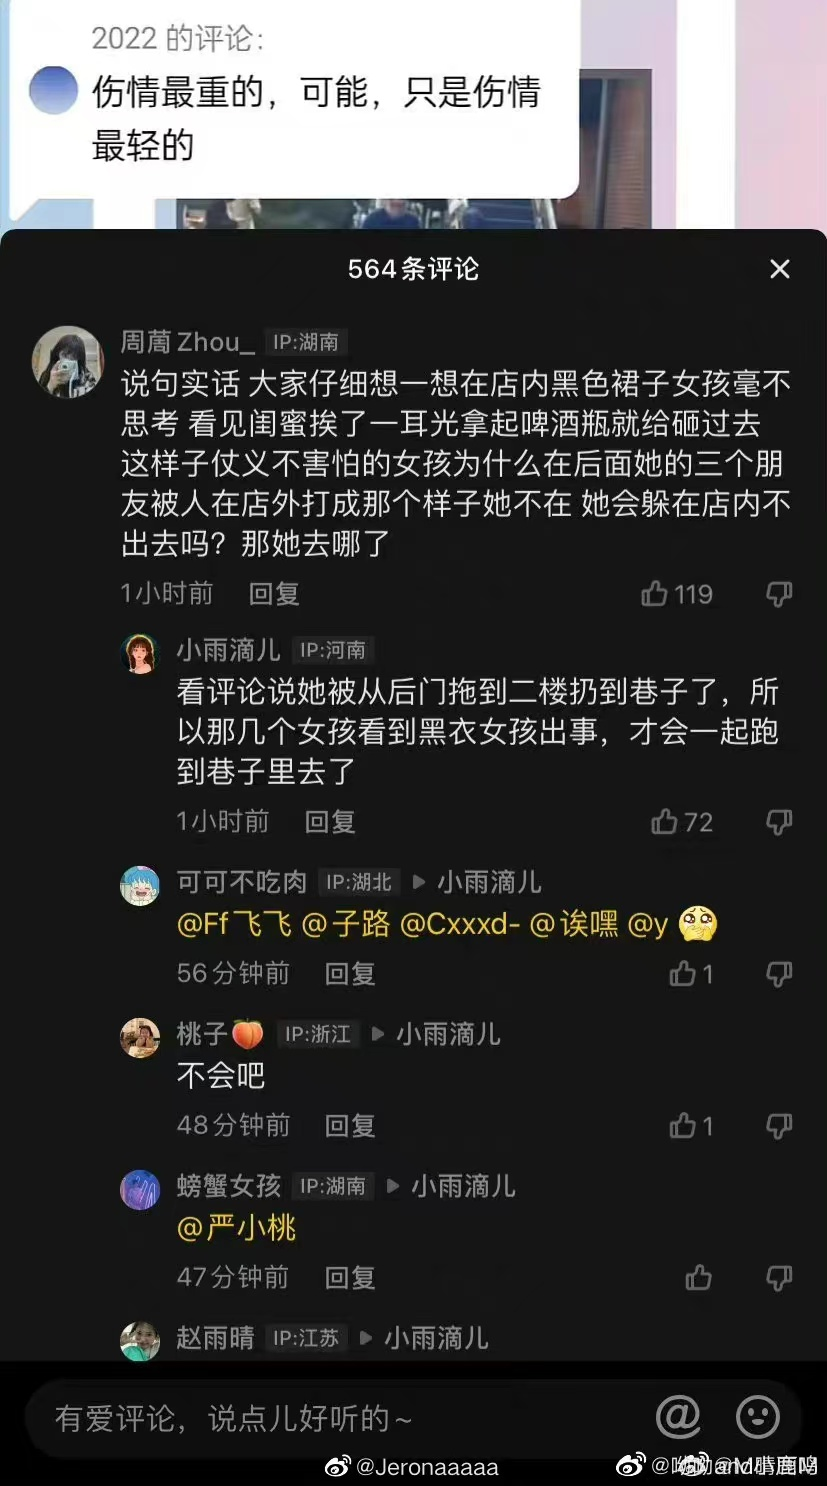 2022 的评论:
伤情最重的，可能，只是伤情
最轻的
564条评论
周蔄Zhou_ IP:湖南
说句实话 大家仔细想一想在店内黑色裙子女孩毫不
思考 看见闺蜜挨了一耳光拿起啤酒瓶就给砸过去
这样子仗义不害怕的女孩为什么在后面她的三个朋
友被人在店外打成那个样子她不在 她会躲在店内不
出去吗？那她去哪了
1小时前 回复 119
小雨滴儿 IP:河南
看评论说她被从后门拖到二楼扔到巷子了，所
以那几个女孩看到黑衣女孩出事，才会一起跑
到巷子里去了
1小时前 回复 72
可可不吃肉 IP:湖北 ▶ 小雨滴儿
@Ff飞飞 @子路 @Cxxxd- @诶嘿 @y 🥺
56分钟前 回复 1
桃子🍑 IP:浙江 ▶ 小雨滴儿
不会吧
48分钟前 回复 1
螃蟹女孩 IP:湖南 ▶ 小雨滴儿
@严小桃
47分钟前 回复
赵雨晴 IP:江苏 ▶ 小雨滴儿
有爱评论，说点儿好听的~
@Jeronaaaaa